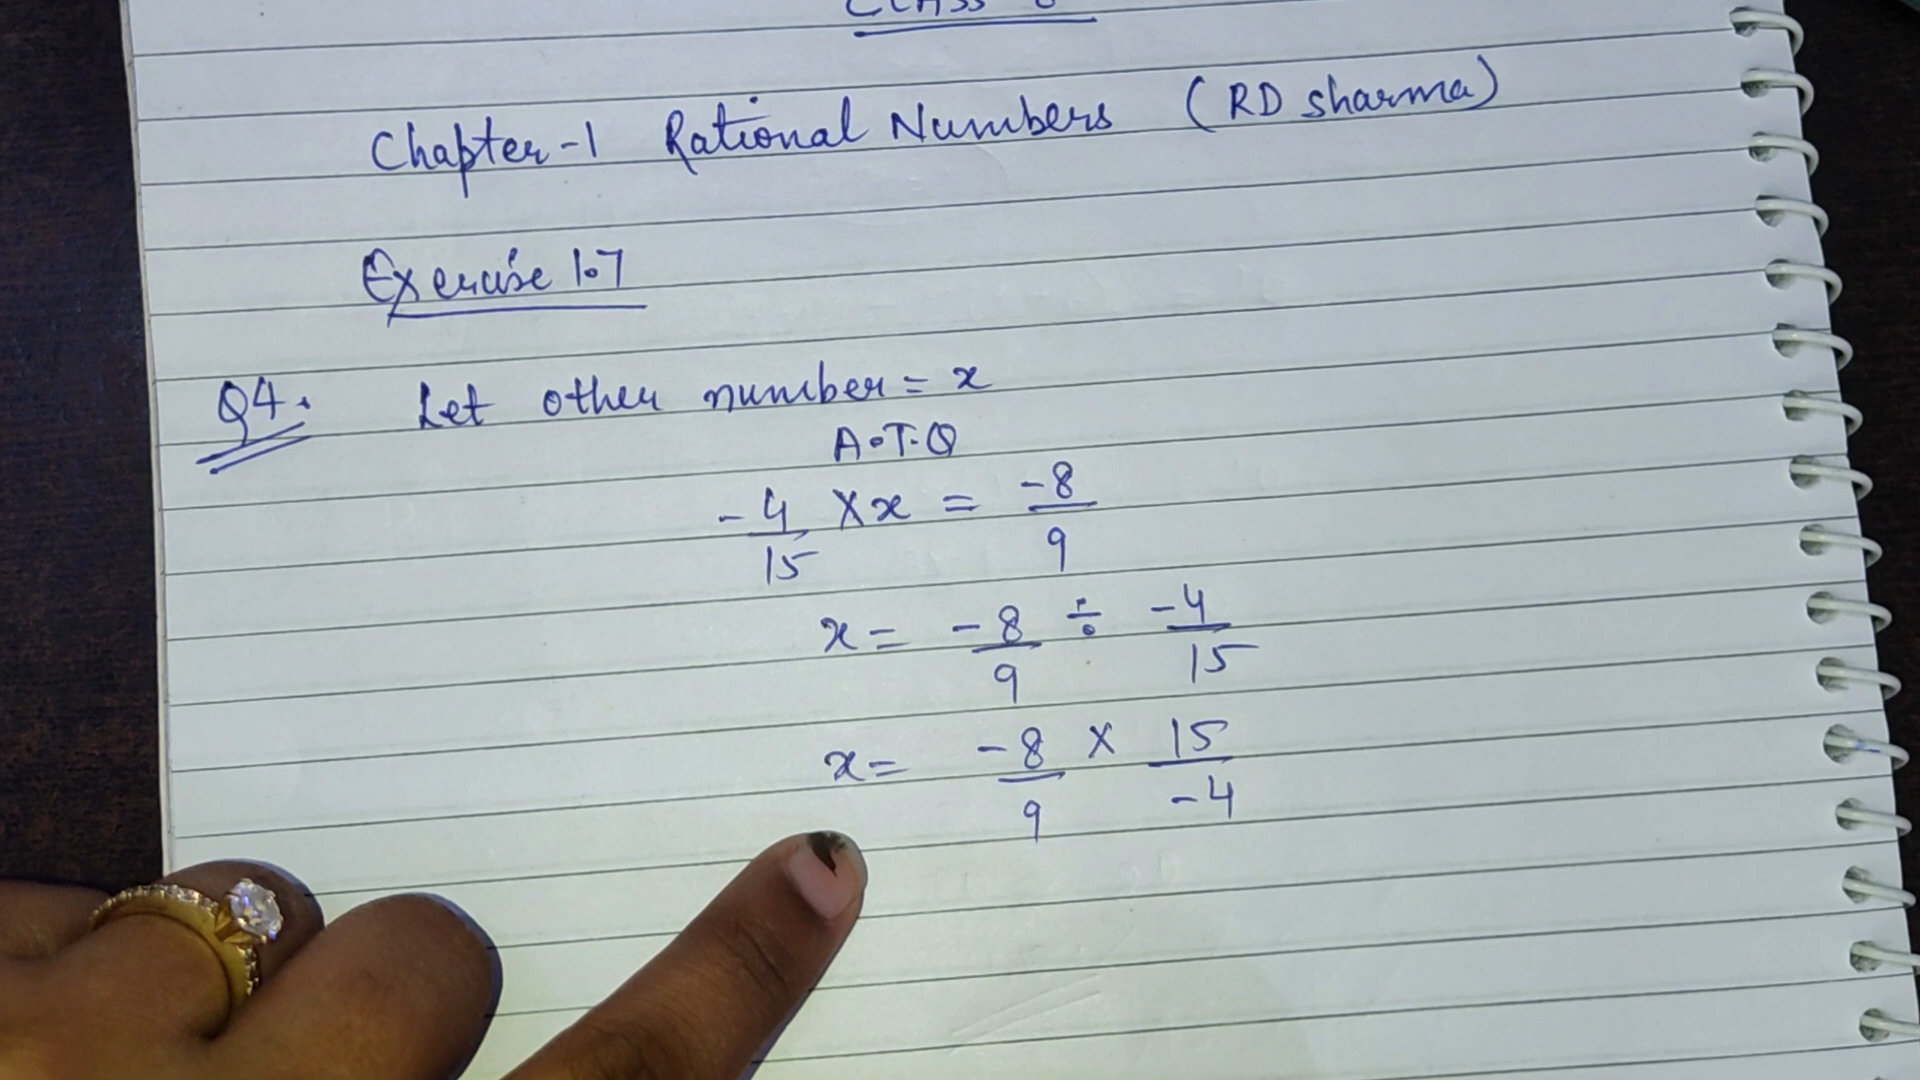 Chapter-1 Rational Numbers (RD sharma)
Exercise 1.7
Q4. Let other number = x
A.T.Q
-4/15 × x = -8/9
x = -8/9 ÷ -4/15
x = -8/9 × 15/-4